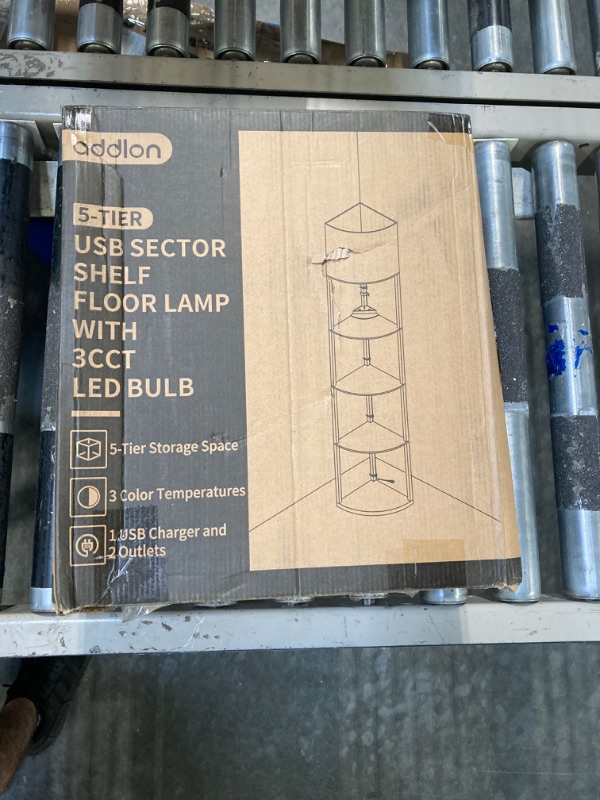 addlon
5-TIER
USB SECTOR
SHELF
FLOOR LAMP
WITH
3CCT
LED BULB
5-Tier Storage Space
3 Color Temperatures
1 USB Charger and
2 Outlets